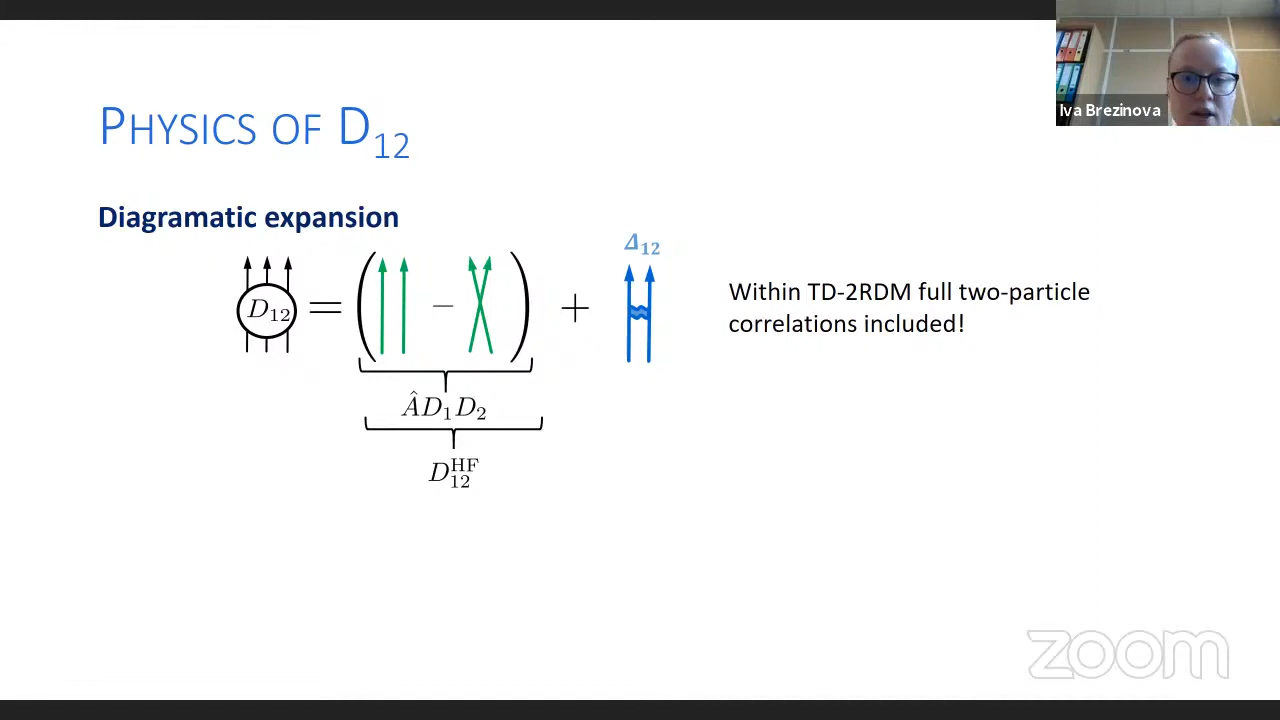 Iva Brezinova
PHYSICS OF D₁₂
Diagramatic expansion
Δ₁₂
D₁₂ = ( − ) +
Within TD-2RDM full two-particle
correlations included!
ÂD₁D₂
D₁₂ᴴᶠ
zoom